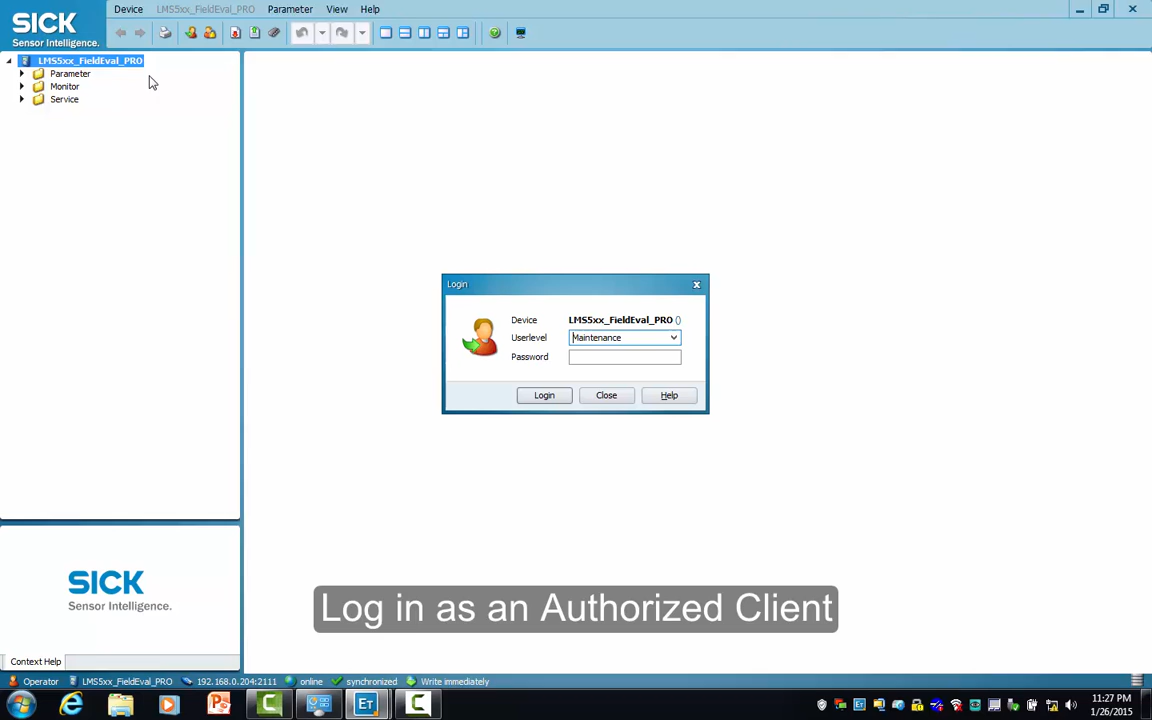 SICK
Sensor Intelligence.
Device LMS5xx_FieldEval_PRO Parameter View Help
LMS5xx_FieldEval_PRO
Parameter
Monitor
Service
Login
Device LMS5xx_FieldEval_PRO ()
Userlevel Maintenance
Password
Login Close Help
SICK
Sensor Intelligence.
Log in as an Authorized Client
Context Help
Operator LMS5xx_FieldEval_PRO 192.168.0.204:2111 online synchronized Write immediately
11:27 PM
1/26/2015